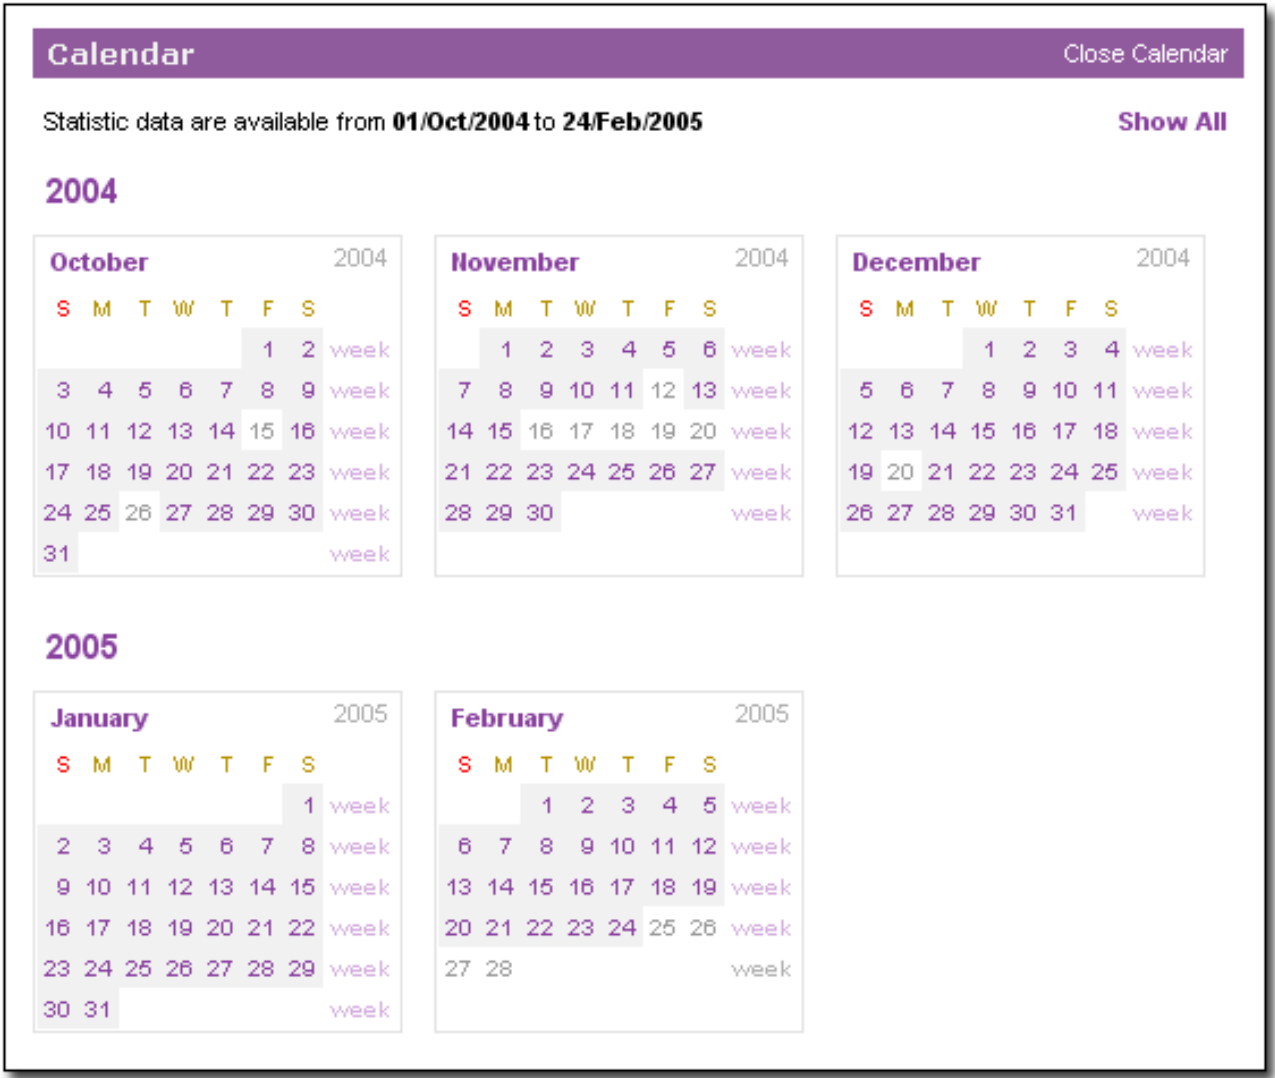 Calendar Close Calendar
Statistic data are available from 01/Oct/2004 to 24/Feb/2005 Show All
2004
October 2004
S M T W T F S
1 2 week
3 4 5 6 7 8 9 week
10 11 12 13 14 15 16 week
17 18 19 20 21 22 23 week
24 25 26 27 28 29 30 week
31 week
November 2004
S M T W T F S
1 2 3 4 5 6 week
7 8 9 10 11 12 13 week
14 15 16 17 18 19 20 week
21 22 23 24 25 26 27 week
28 29 30 week
December 2004
S M T W T F S
1 2 3 4 week
5 6 7 8 9 10 11 week
12 13 14 15 16 17 18 week
19 20 21 22 23 24 25 week
26 27 28 29 30 31 week
2005
January 2005
S M T W T F S
1 week
2 3 4 5 6 7 8 week
9 10 11 12 13 14 15 week
16 17 18 19 20 21 22 week
23 24 25 26 27 28 29 week
30 31 week
February 2005
S M T W T F S
1 2 3 4 5 week
6 7 8 9 10 11 12 week
13 14 15 16 17 18 19 week
20 21 22 23 24 25 26 week
27 28 week